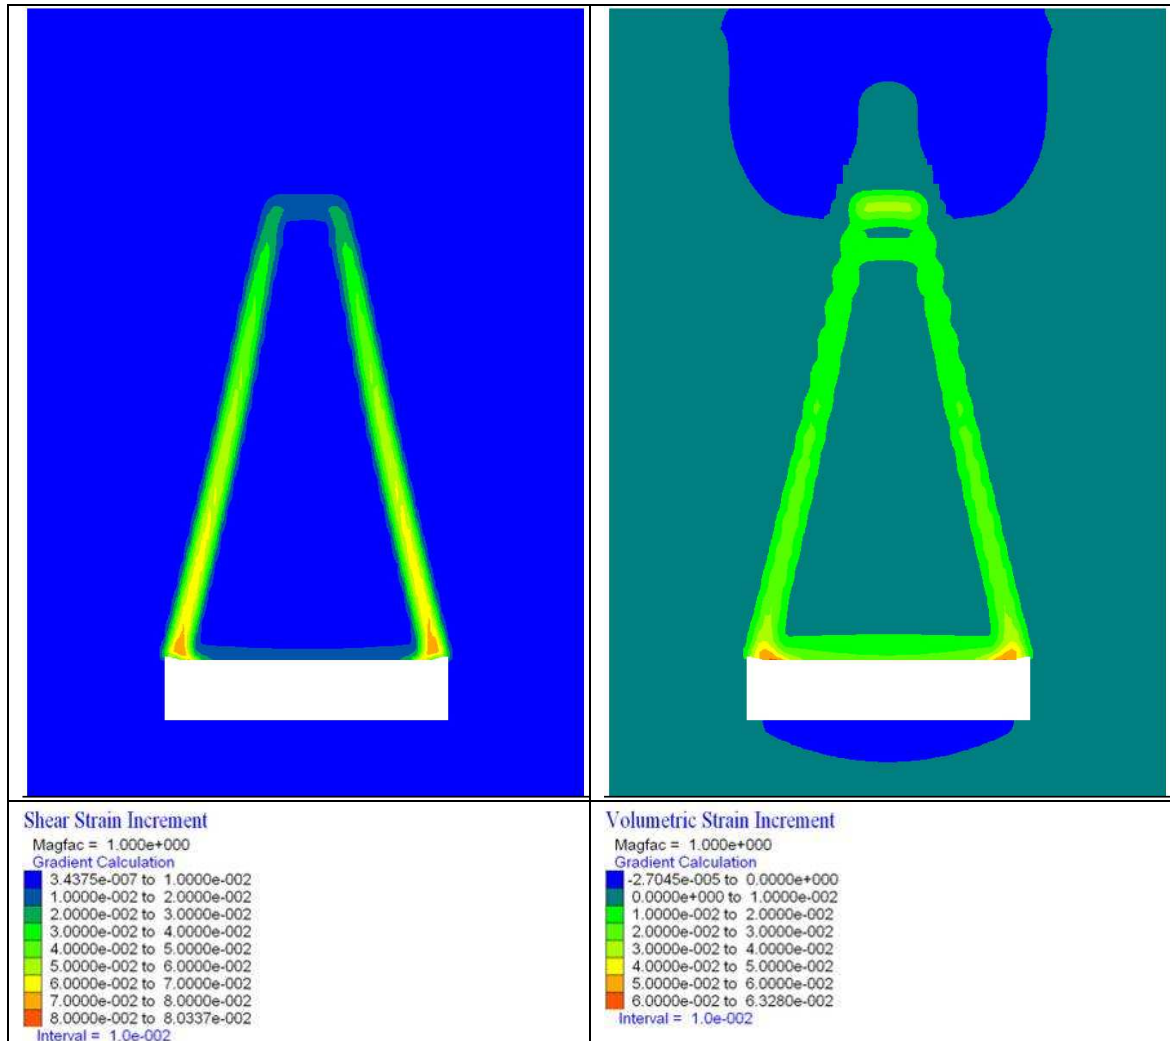 Shear Strain Increment
Magfac = 1.000e+000
Gradient Calculation
3.4375e-007 to 1.0000e-002
1.0000e-002 to 2.0000e-002
2.0000e-002 to 3.0000e-002
3.0000e-002 to 4.0000e-002
4.0000e-002 to 5.0000e-002
5.0000e-002 to 6.0000e-002
6.0000e-002 to 7.0000e-002
7.0000e-002 to 8.0000e-002
8.0000e-002 to 8.0337e-002
Interval = 1.0e-002
Volumetric Strain Increment
Magfac = 1.000e+000
Gradient Calculation
-2.7045e-005 to 0.0000e+000
0.0000e+000 to 1.0000e-002
1.0000e-002 to 2.0000e-002
2.0000e-002 to 3.0000e-002
3.0000e-002 to 4.0000e-002
4.0000e-002 to 5.0000e-002
5.0000e-002 to 6.0000e-002
6.0000e-002 to 6.3280e-002
Interval = 1.0e-002